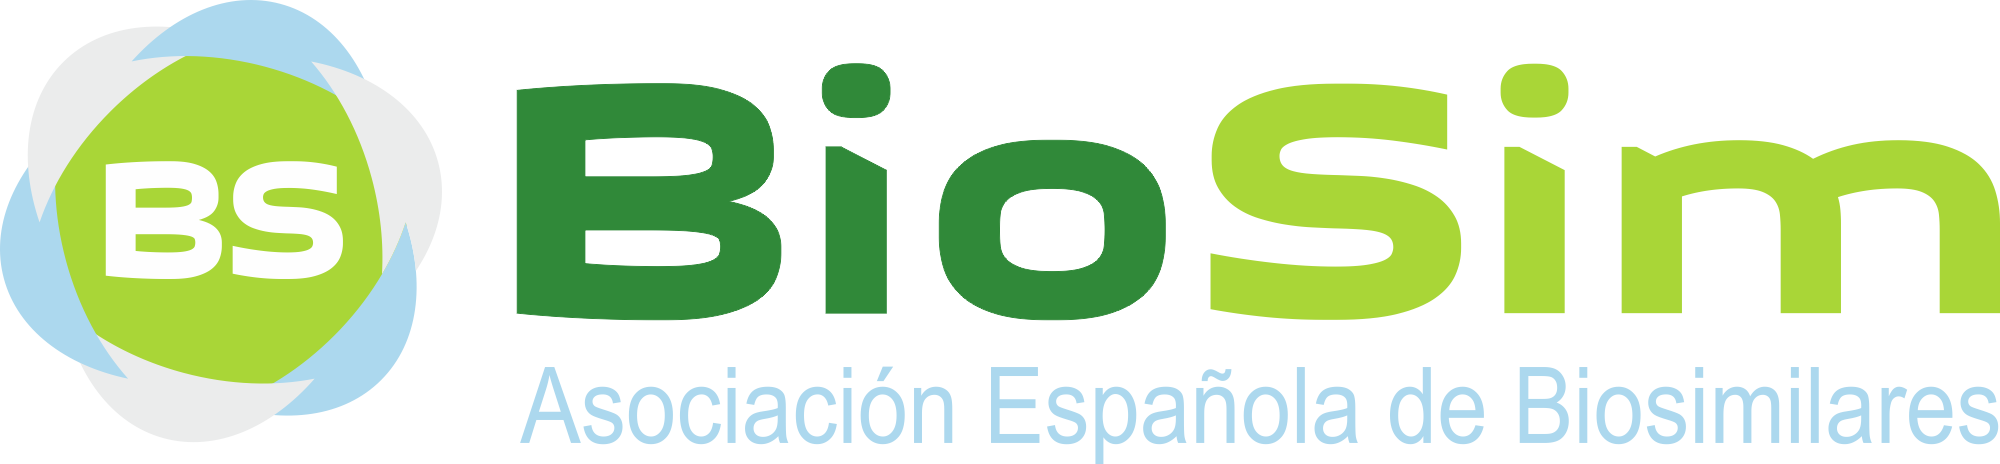 BS
BioSim
Asociación Española de Biosimilares